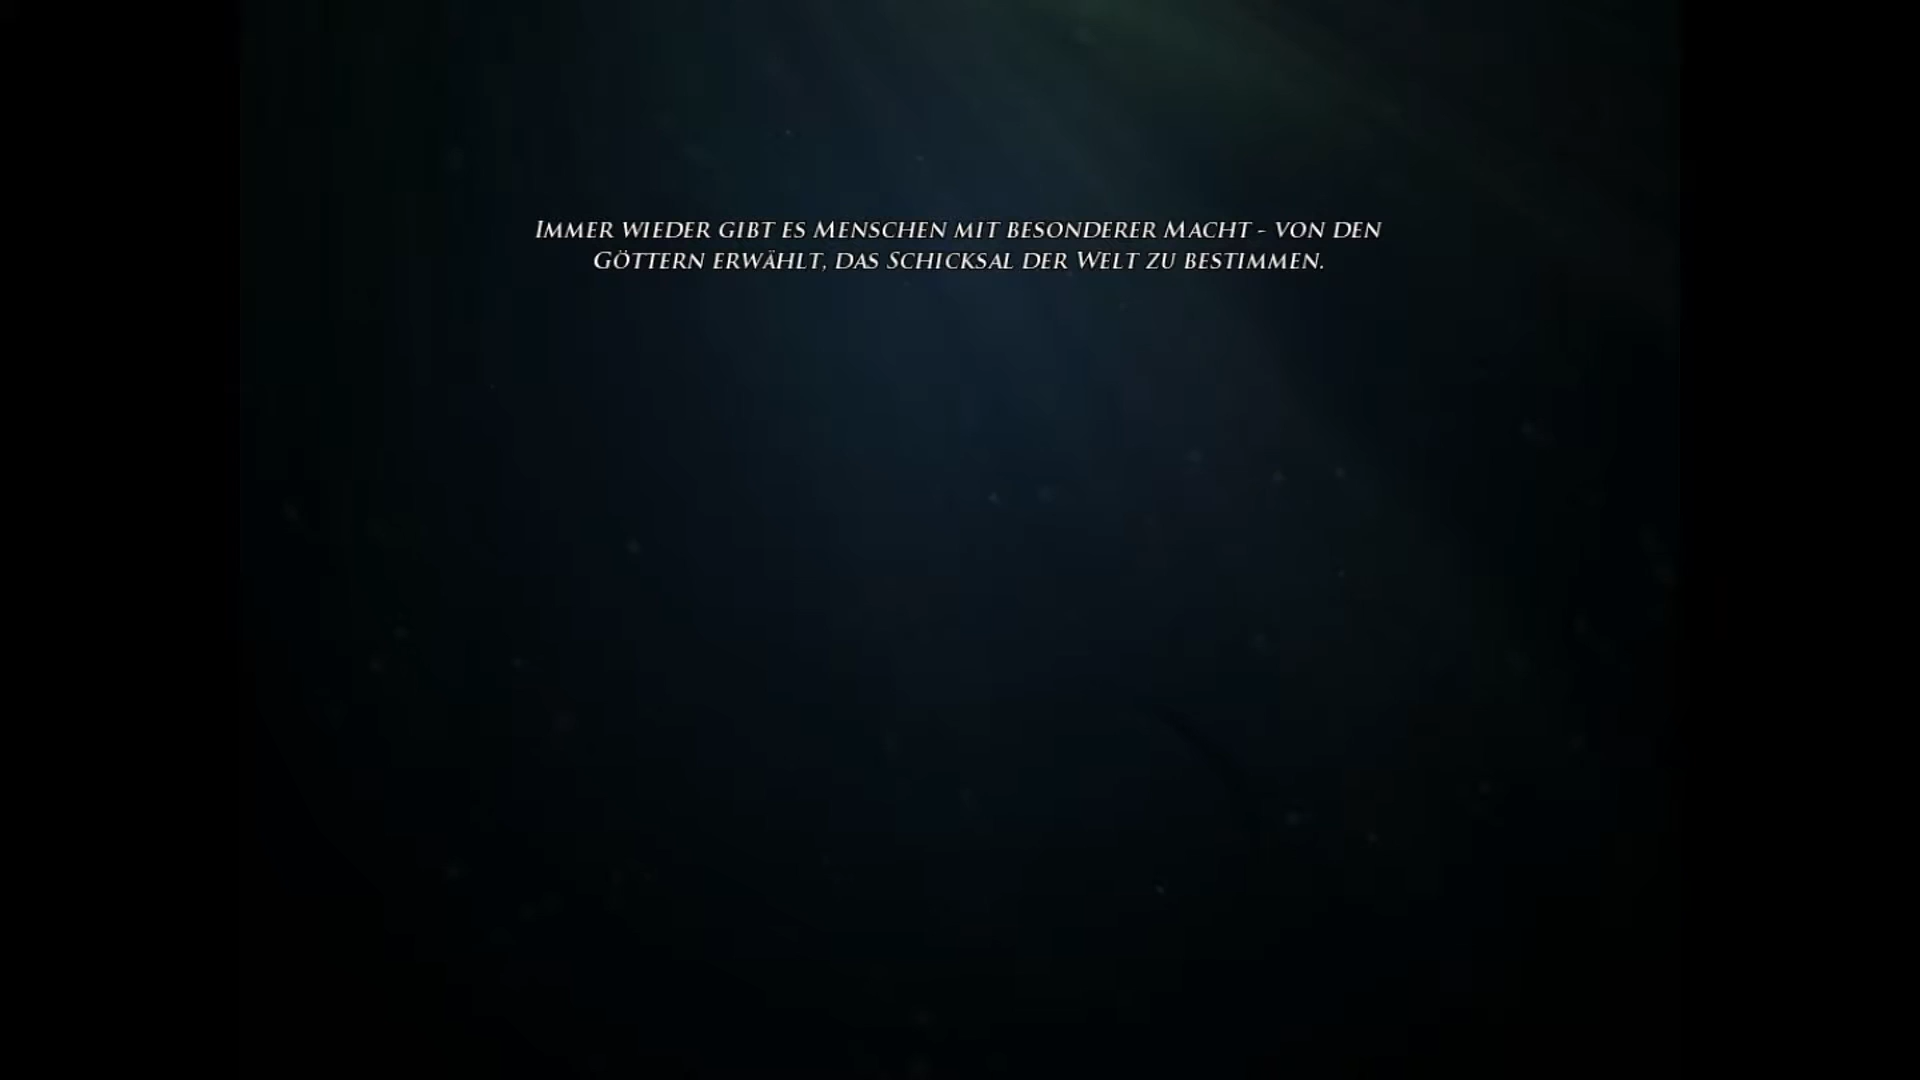 Immer wieder gibt es Menschen mit besonderer Macht - von den
Göttern erwählt, das Schicksal der Welt zu bestimmen.